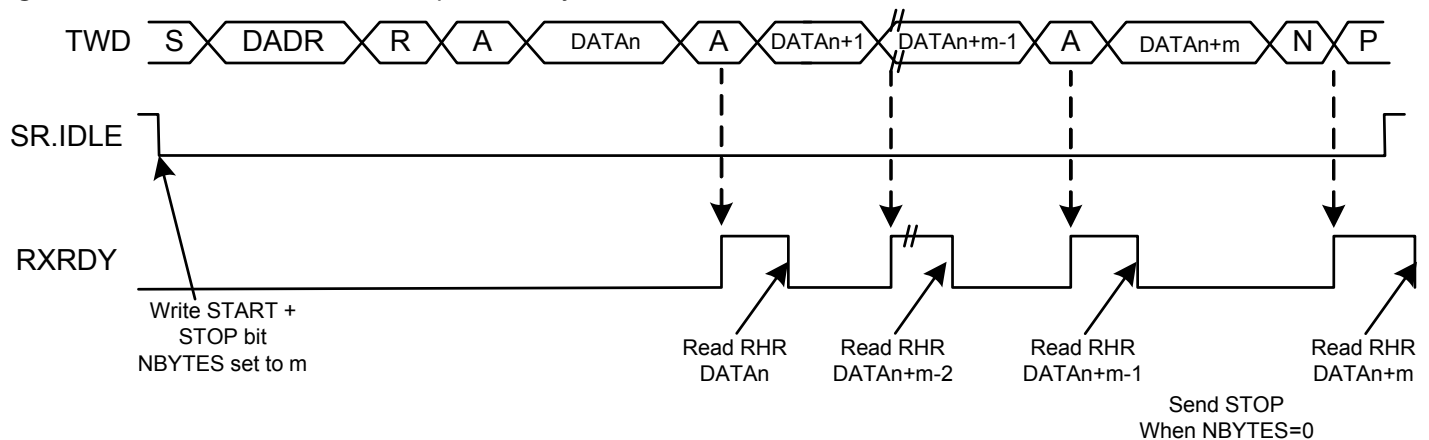 TWD S DADR R A DATAn A DATAn+1 DATAn+m-1 A DATAn+m N P
SR.IDLE
RXRDY
Write START +
STOP bit
NBYTES set to m
Read RHR
DATAn
Read RHR
DATAn+m-2
Read RHR
DATAn+m-1
Read RHR
DATAn+m
Send STOP
When NBYTES=0